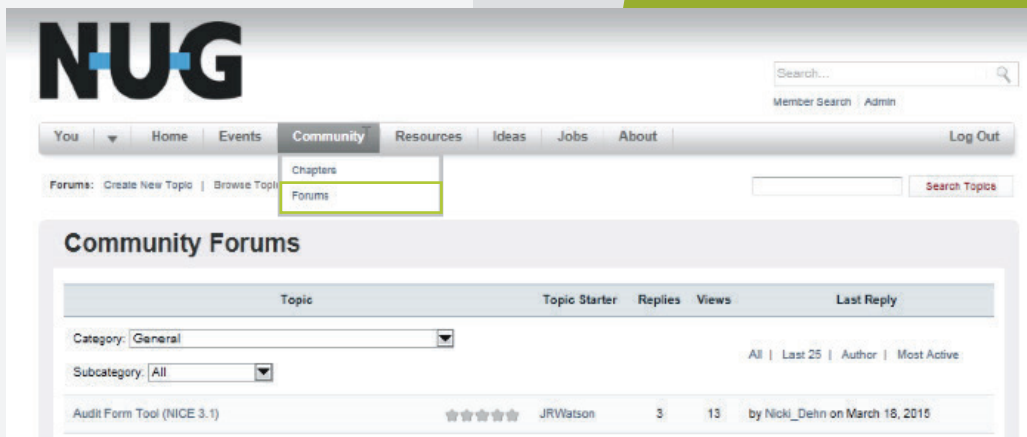 N-U-G
Search...
Member Search Admin
You Home Events Community Resources Ideas Jobs About Log Out
Chapters
Forums: Create New Topic | Browse Topi
Forums
Search Topics
Community Forums
Topic Topic Starter Replies Views Last Reply
Category: General
All | Last 25 | Author | Most Active
Subcategory: All
Audit Form Tool (NICE 3.1) JRWatson 3 13 by Nicki_Dehn on March 18, 2015